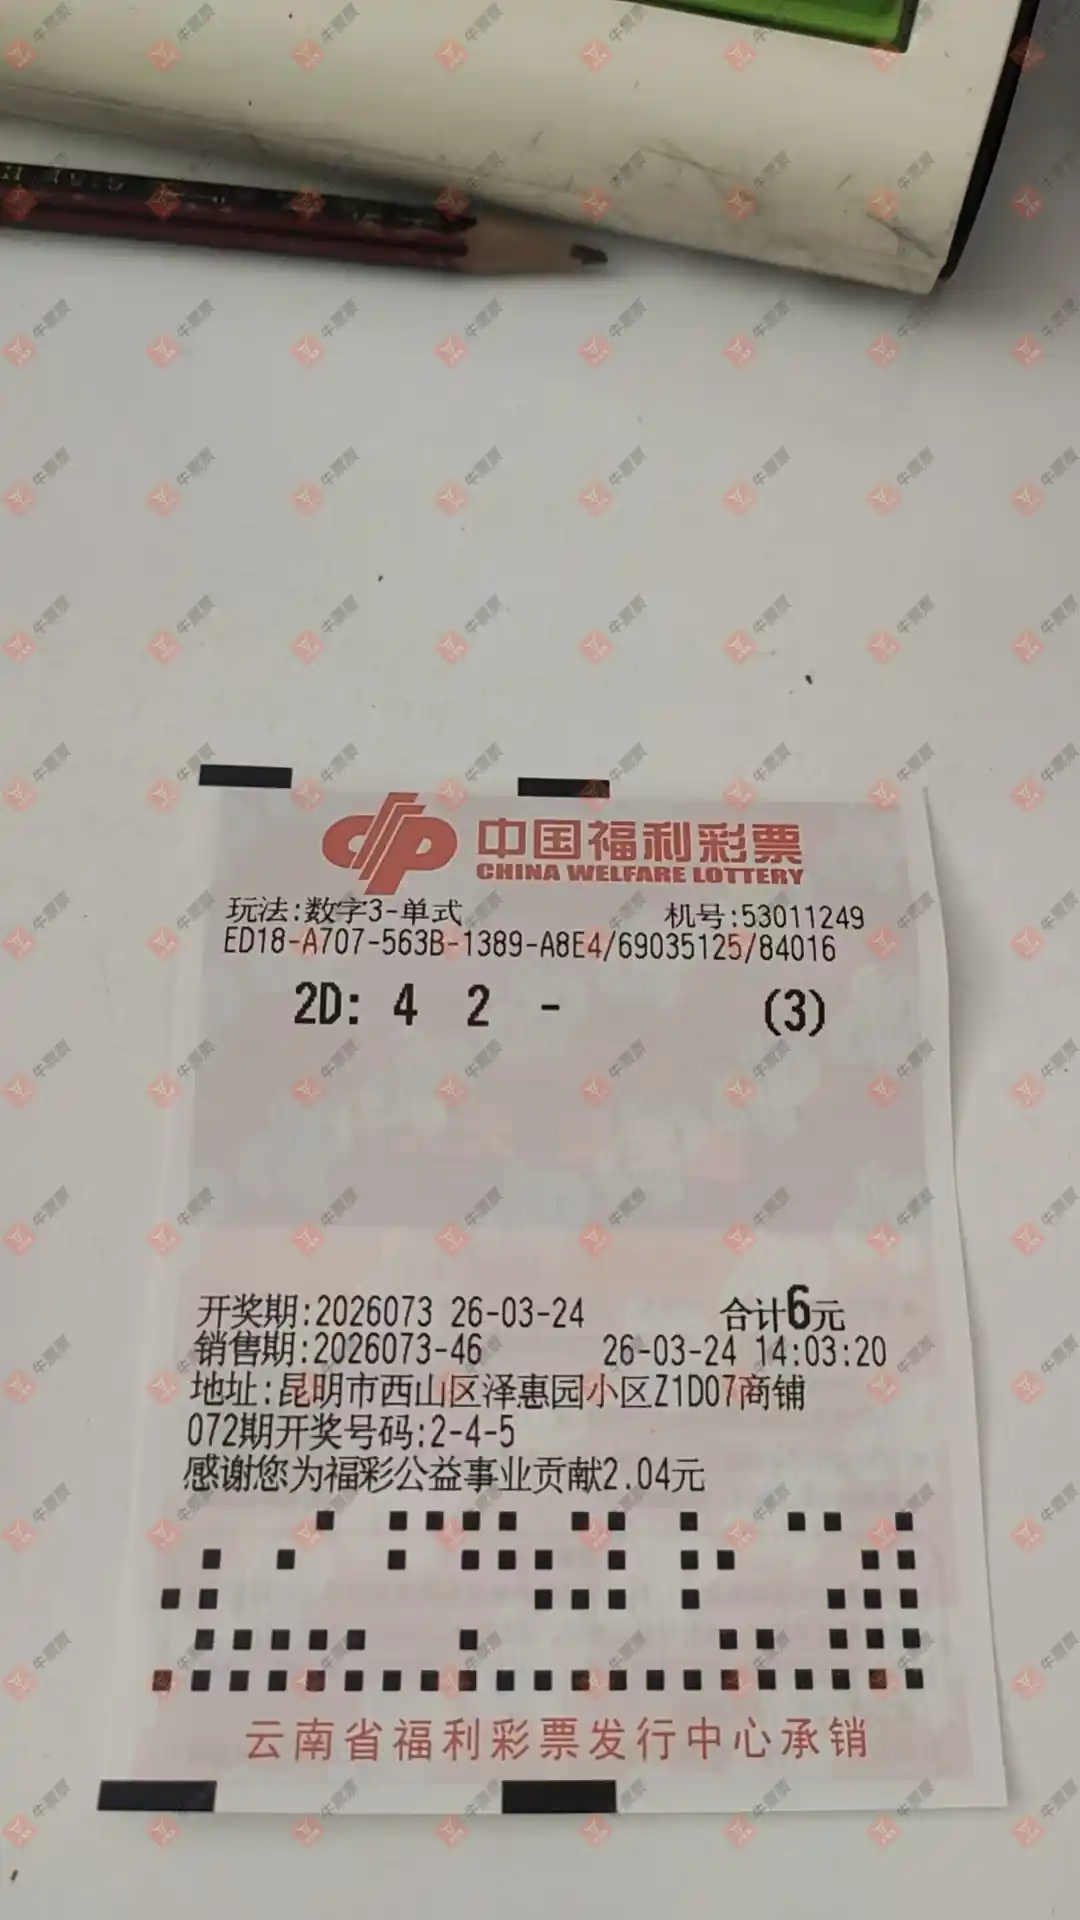 中国福利彩票
CHINA WELFARE LOTTERY
玩法:数字3-单式 机号:53011249
ED18-A707-563B-1389-A8E4/69035125/84016
2D: 4 2 - (3)
开奖期:2026073 26-03-24 合计6元
销售期:2026073-46 26-03-24 14:03:20
地址:昆明市西山区泽惠园小区Z1D07商铺
072期开奖号码:2-4-5
感谢您为福彩公益事业贡献2.04元
云南省福利彩票发行中心承销